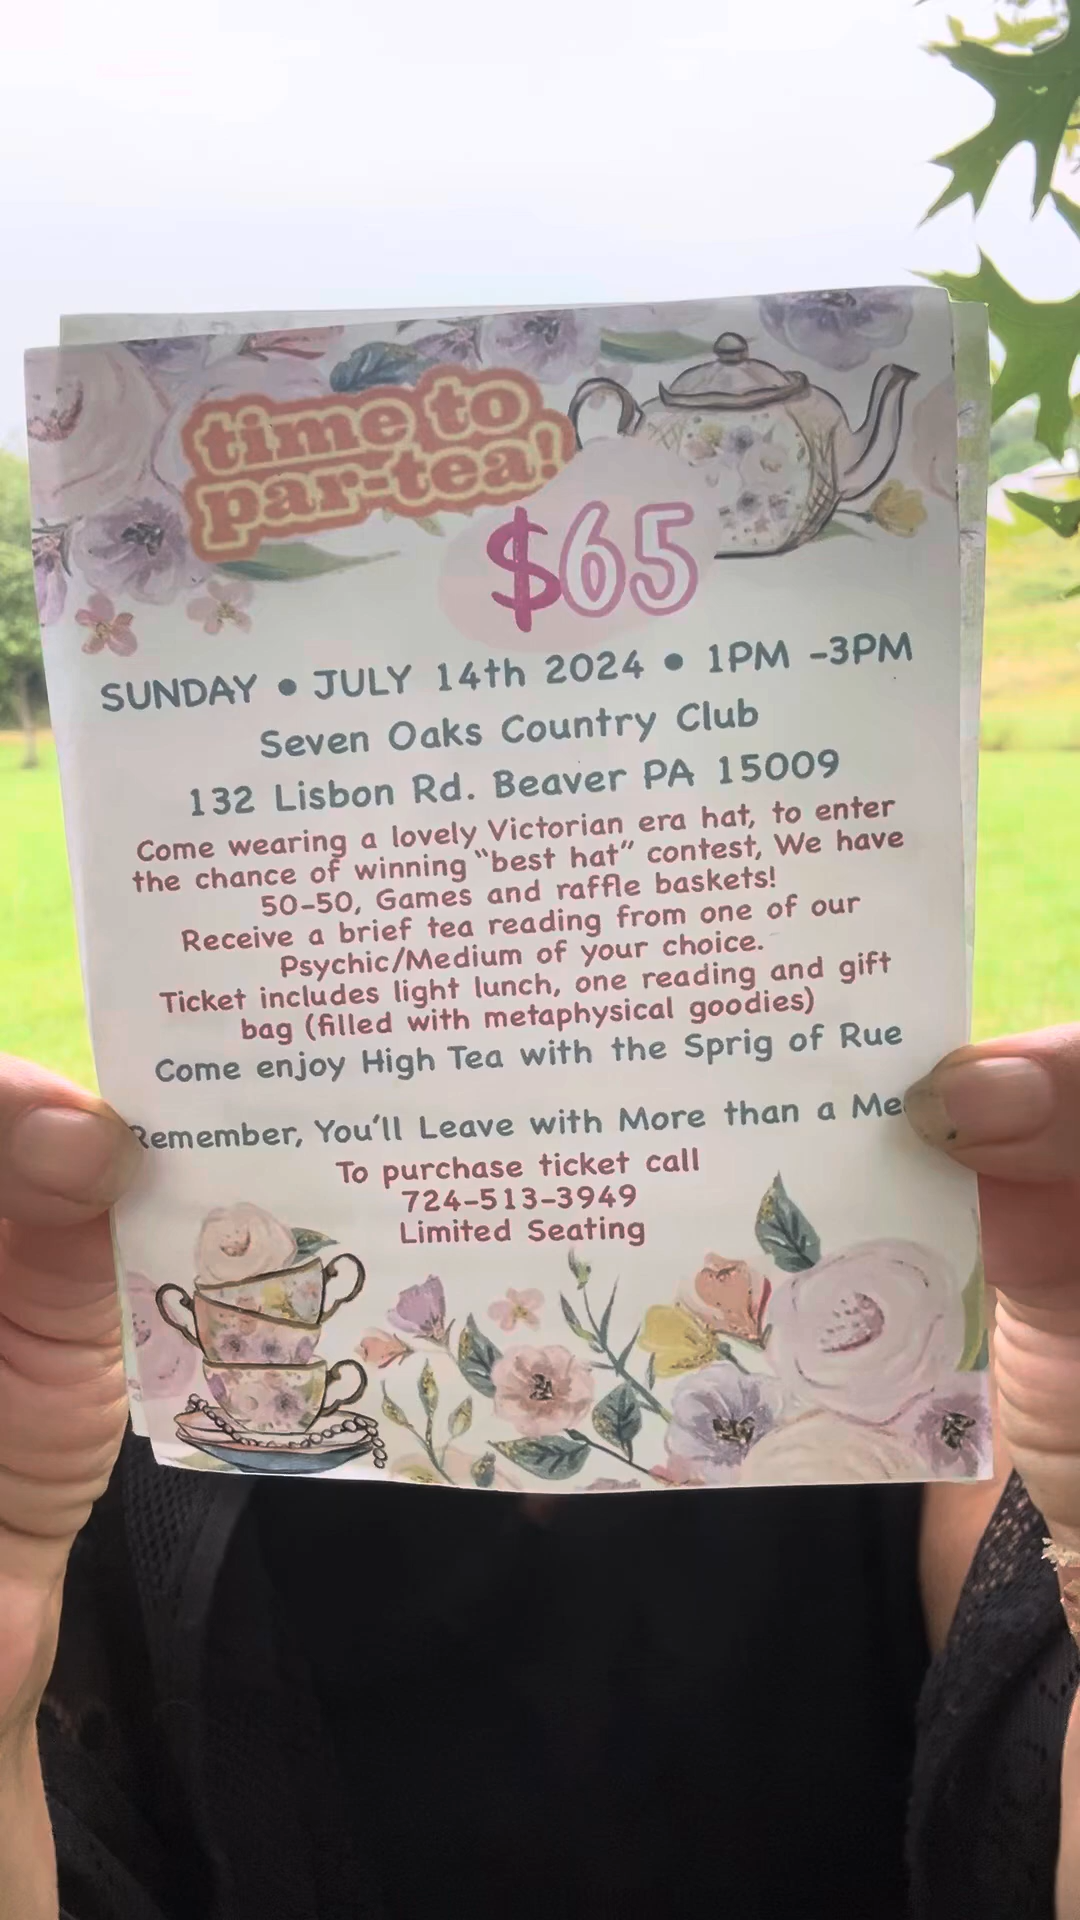 time to
par-tea!
$65
SUNDAY • JULY 14th 2024 • 1PM -3PM
Seven Oaks Country Club
132 Lisbon Rd. Beaver PA 15009
Come wearing a lovely Victorian era hat, to enter
the chance of winning "best hat" contest, We have
50-50, Games and raffle baskets!
Receive a brief tea reading from one of our
Psychic/Medium of your choice.
Ticket includes light lunch, one reading and gift
bag (filled with metaphysical goodies)
Come enjoy High Tea with the Sprig of Rue
Remember, You'll Leave with More than a
To purchase ticket call
724-513-3949
Limited Seating